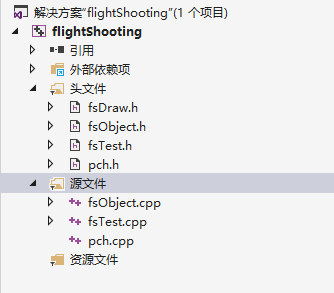 解决方案"flightShooting"(1 个项目)
flightShooting
引用
外部依赖项
头文件
fsDraw.h
fsObject.h
fsTest.h
pch.h
源文件
fsObject.cpp
fsTest.cpp
pch.cpp
资源文件